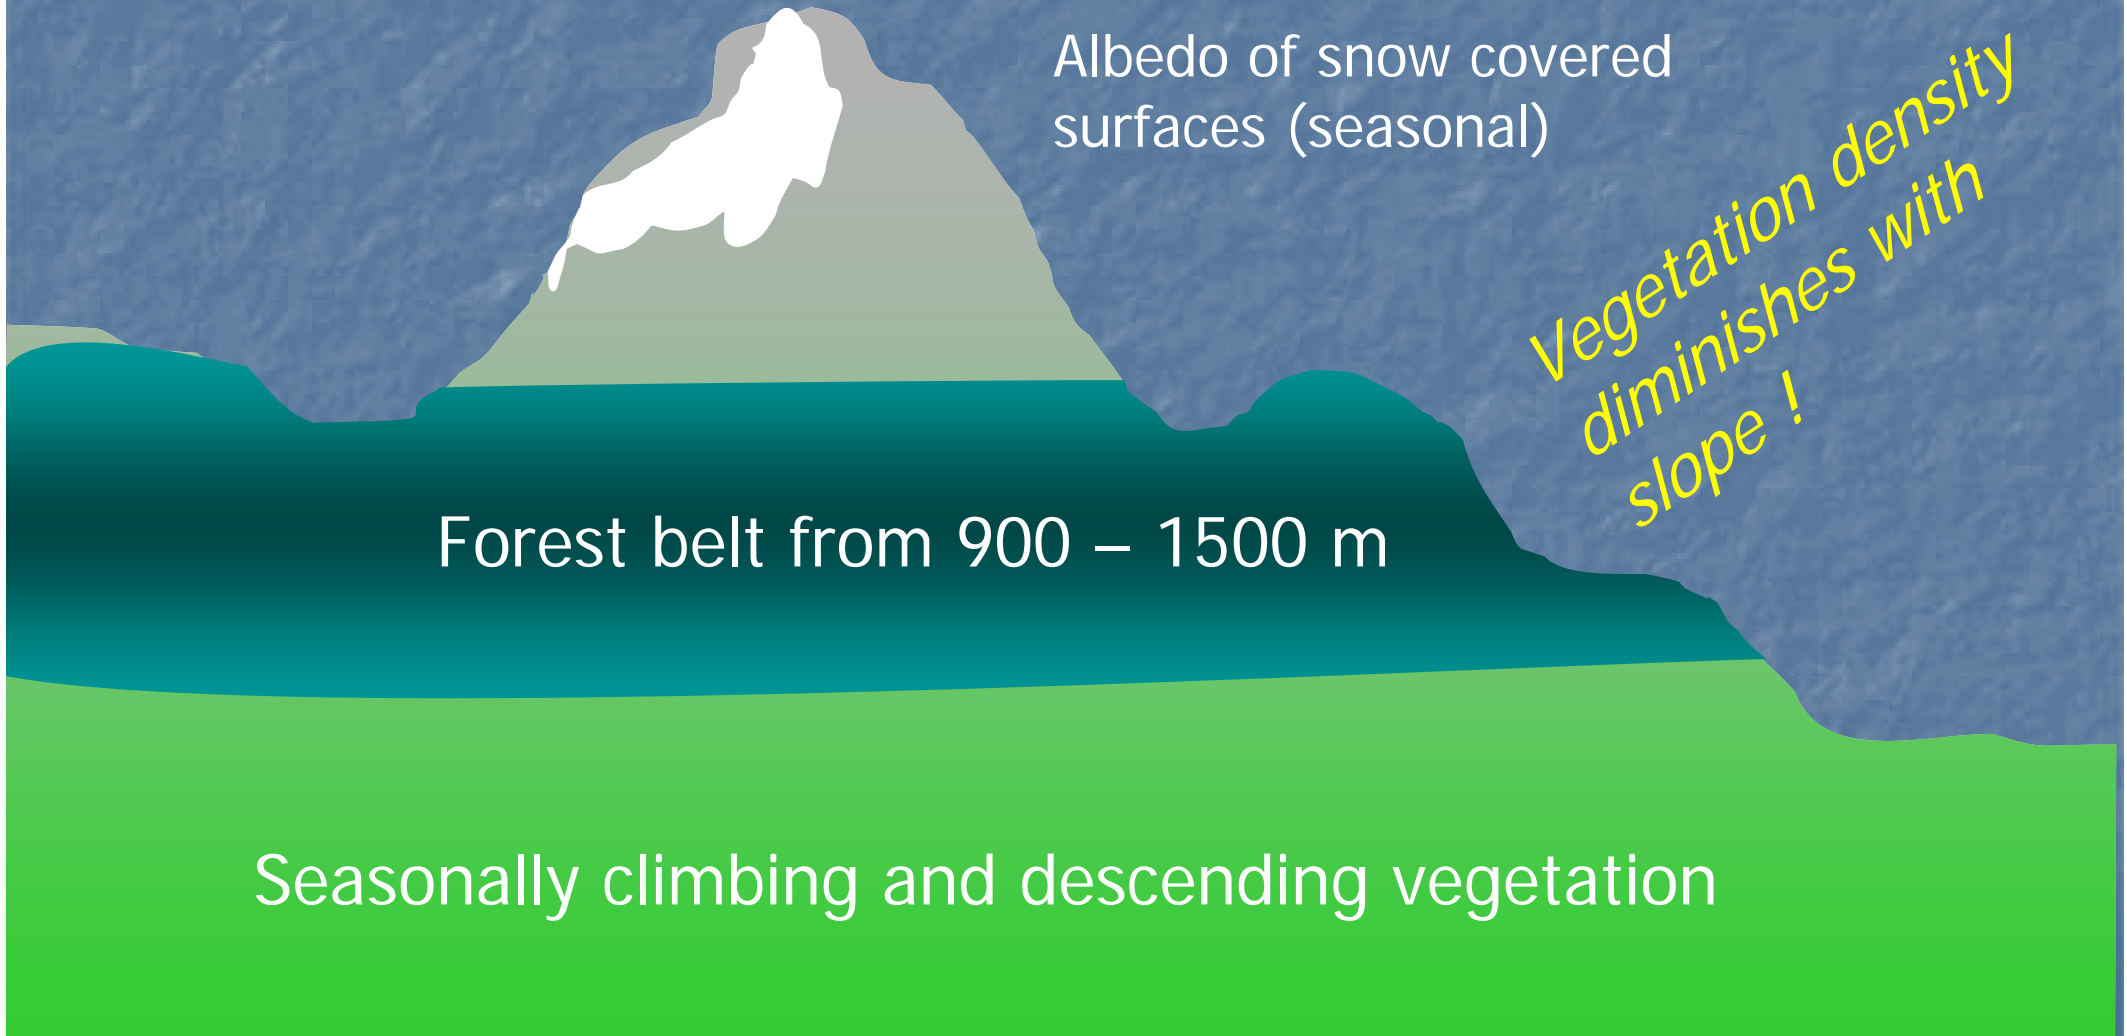 Albedo of snow covered
surfaces (seasonal)
Vegetation density
diminishes with
slope !
Forest belt from 900 – 1500 m
Seasonally climbing and descending vegetation